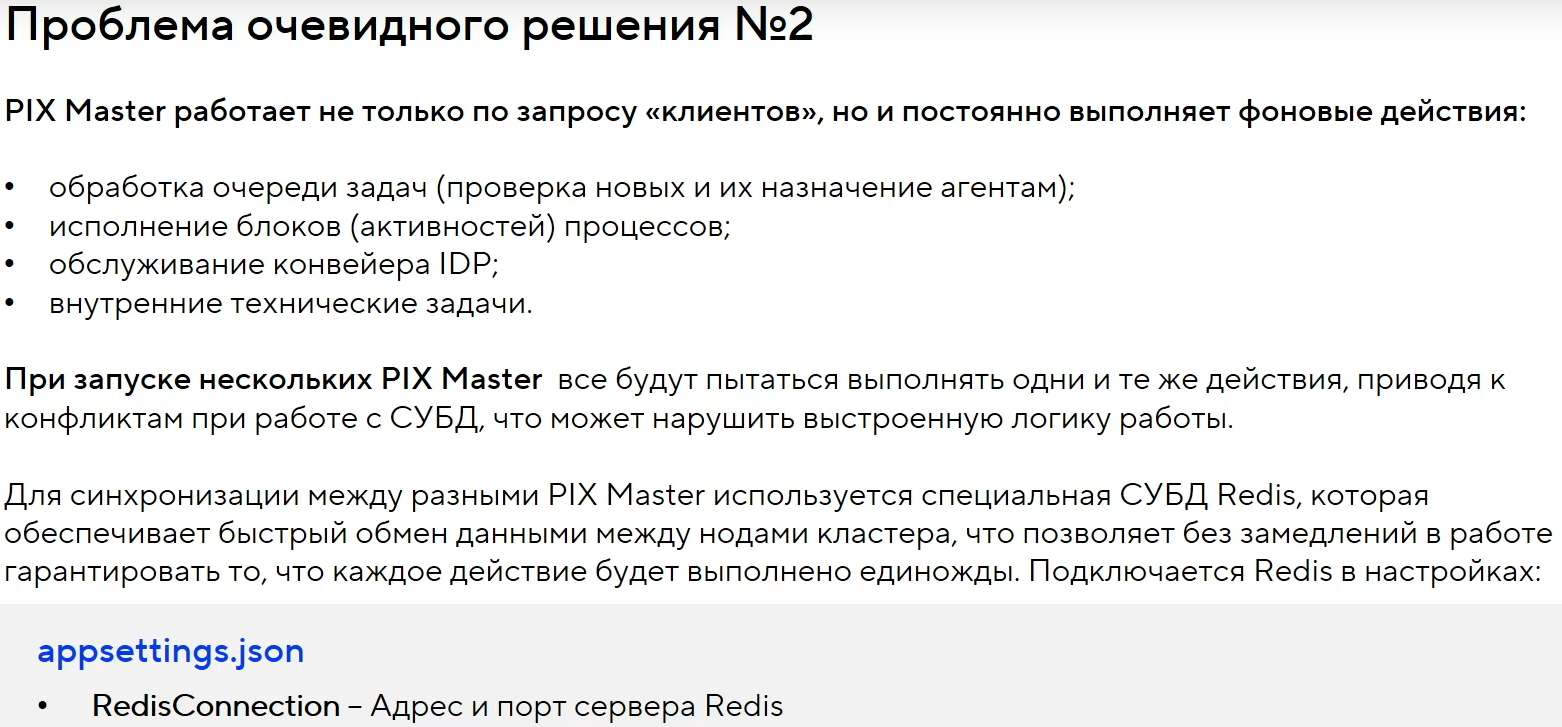 Проблема очевидного решения №2
PIX Master работает не только по запросу «клиентов», но и постоянно выполняет фоновые действия:
• обработка очереди задач (проверка новых и их назначение агентам);
• исполнение блоков (активностей) процессов;
• обслуживание конвейера IDP;
• внутренние технические задачи.
При запуске нескольких PIX Master все будут пытаться выполнять одни и те же действия, приводя к
конфликтам при работе с СУБД, что может нарушить выстроенную логику работы.
Для синхронизации между разными PIX Master используется специальная СУБД Redis, которая
обеспечивает быстрый обмен данными между нодами кластера, что позволяет без замедлений в работе
гарантировать то, что каждое действие будет выполнено единожды. Подключается Redis в настройках:
appsettings.json
• RedisConnection – Адрес и порт сервера Redis